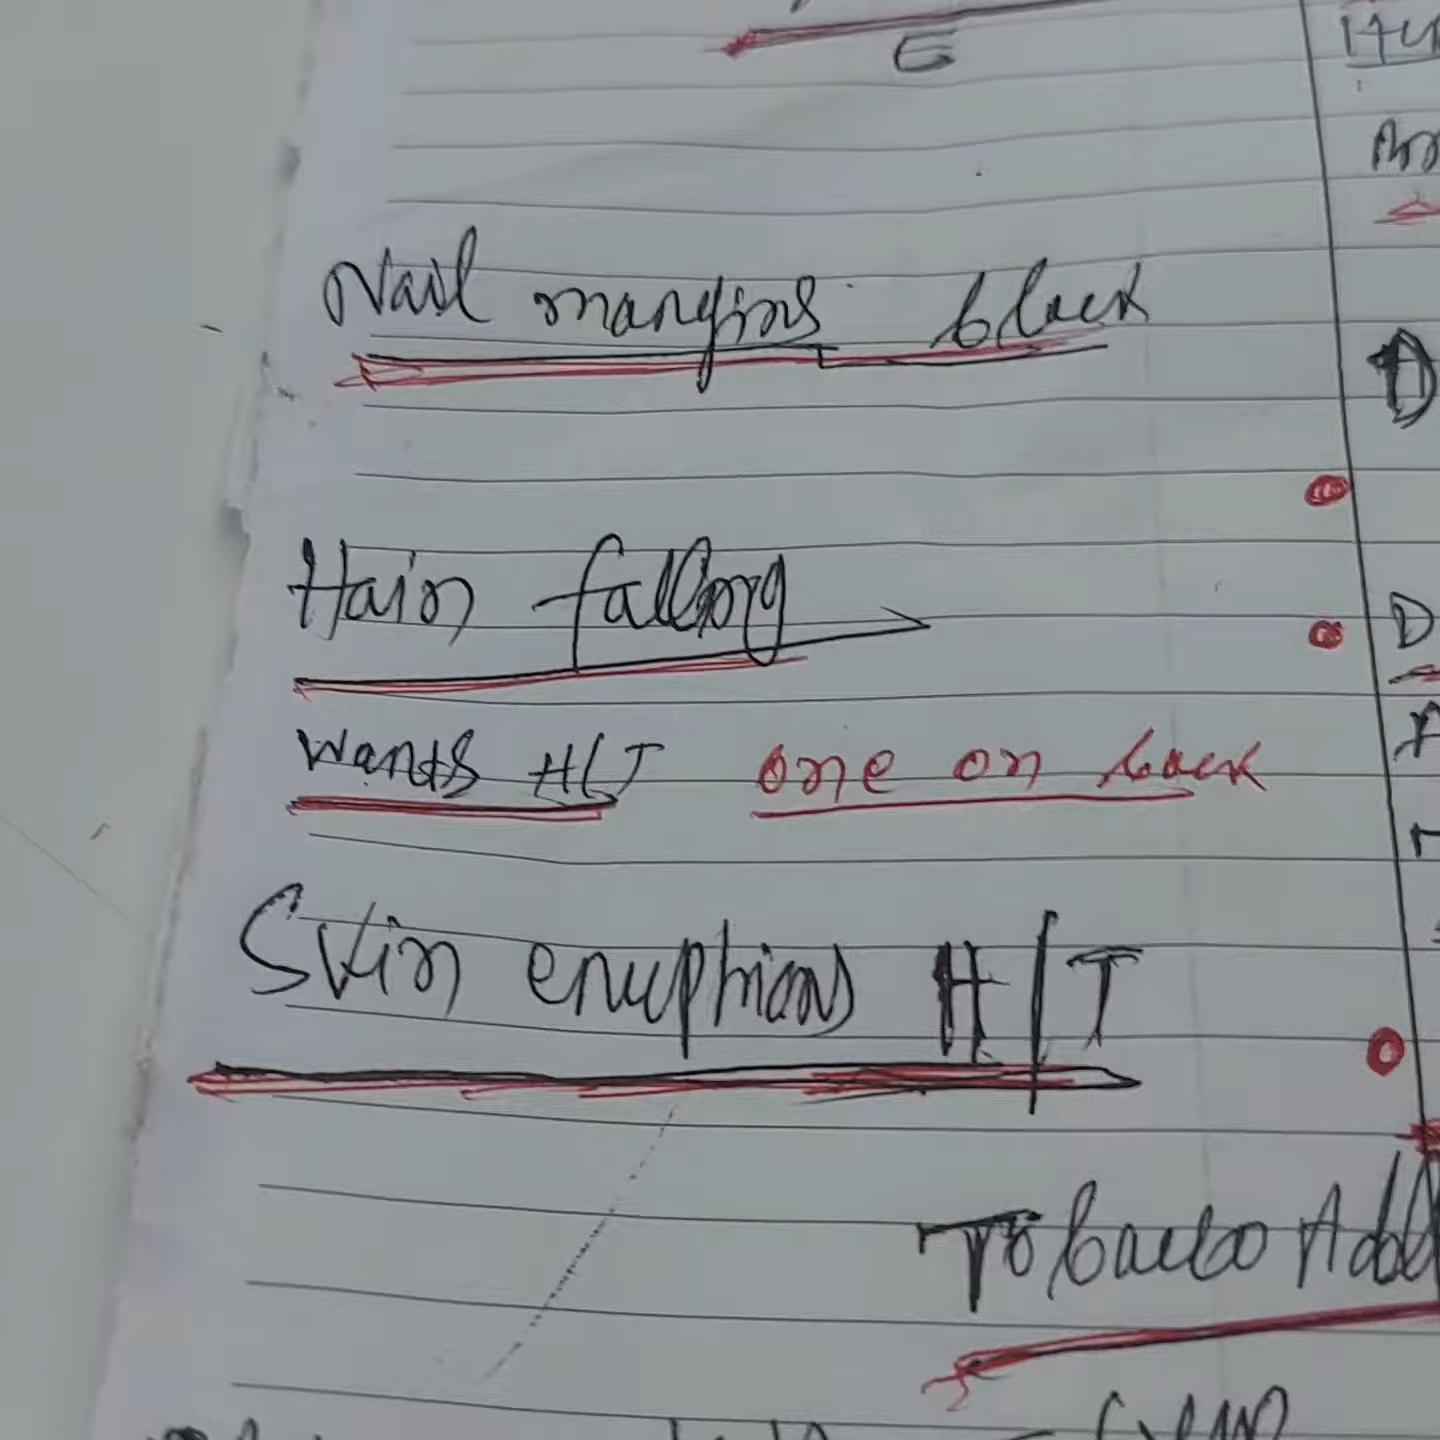 Nail margins black
Hair falling
Wants H/T one on back
Skin eruptions H/T
Tobacco Add